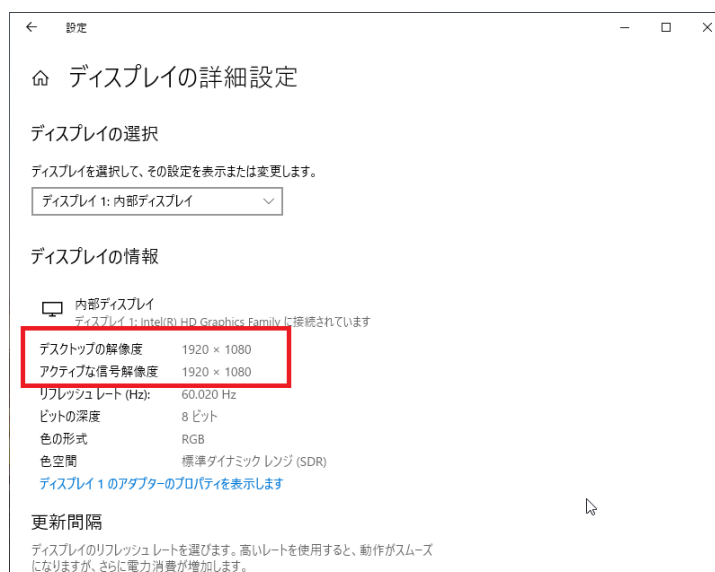 設定
ディスプレイの詳細設定
ディスプレイの選択
ディスプレイを選択して、その設定を表示または変更します。
ディスプレイ 1: 内部ディスプレイ
ディスプレイの情報
内部ディスプレイ
ディスプレイ 1: Intel(R) HD Graphics Family に接続されています
デスクトップの解像度 1920 × 1080
アクティブな信号解像度 1920 × 1080
リフレッシュ レート (Hz): 60.020 Hz
ビットの深度 8 ビット
色の形式 RGB
色空間 標準ダイナミック レンジ (SDR)
ディスプレイ 1 のアダプターのプロパティを表示します
更新間隔
ディスプレイのリフレッシュ レートを選びます。高いレートを使用すると、動作がスムーズ
になりますが、さらに電力消費が増加します。